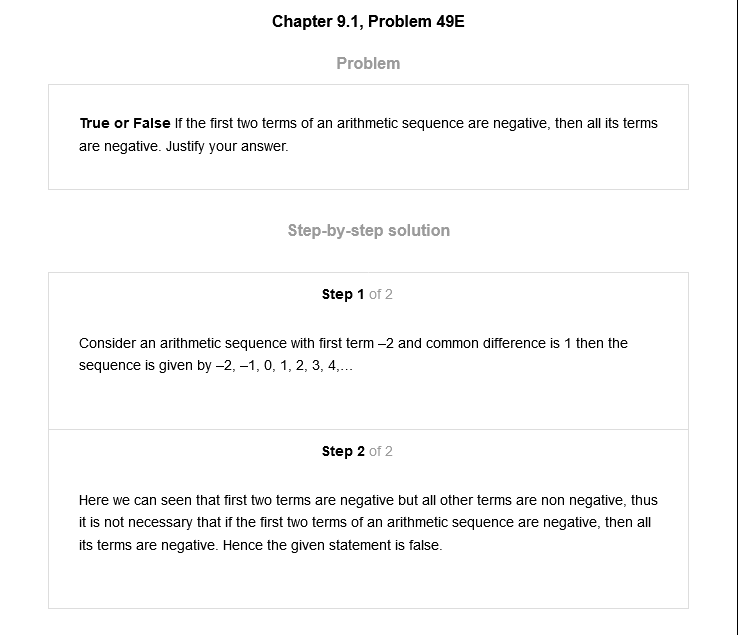 Chapter 9.1, Problem 49E
Problem
True or False If the first two terms of an arithmetic sequence are negative, then all its terms
are negative. Justify your answer.
Step-by-step solution
Step 1 of 2
Consider an arithmetic sequence with first term –2 and common difference is 1 then the
sequence is given by –2, –1, 0, 1, 2, 3, 4,…
Step 2 of 2
Here we can seen that first two terms are negative but all other terms are non negative, thus
it is not necessary that if the first two terms of an arithmetic sequence are negative, then all
its terms are negative. Hence the given statement is false.